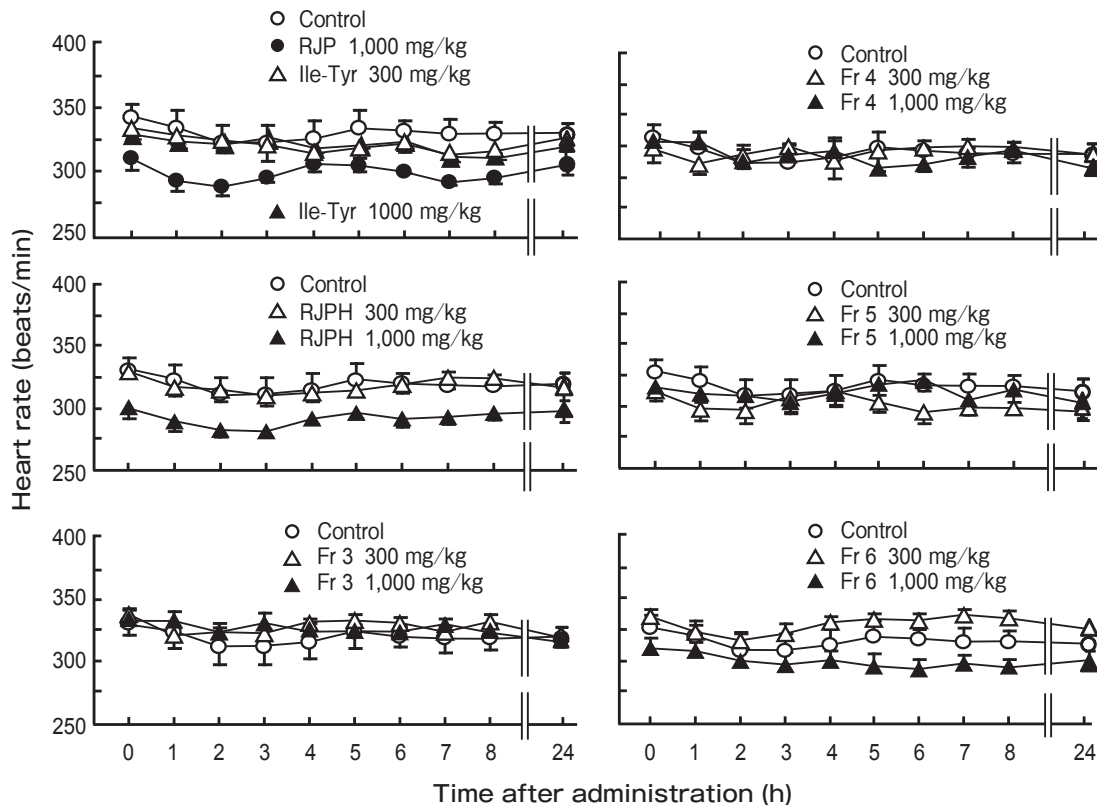 Heart rate (beats/min)
400
350
300
250
Control
RJP 1,000 mg/kg
Ile-Tyr 300 mg/kg
Ile-Tyr 1000 mg/kg
Control
Fr 4 300 mg/kg
Fr 4 1,000 mg/kg
400
350
300
250
Control
RJPH 300 mg/kg
RJPH 1,000 mg/kg
Control
Fr 5 300 mg/kg
Fr 5 1,000 mg/kg
400
350
300
250
Control
Fr 3 300 mg/kg
Fr 3 1,000 mg/kg
Control
Fr 6 300 mg/kg
Fr 6 1,000 mg/kg
0 1 2 3 4 5 6 7 8 24
0 1 2 3 4 5 6 7 8 24
Time after administration (h)